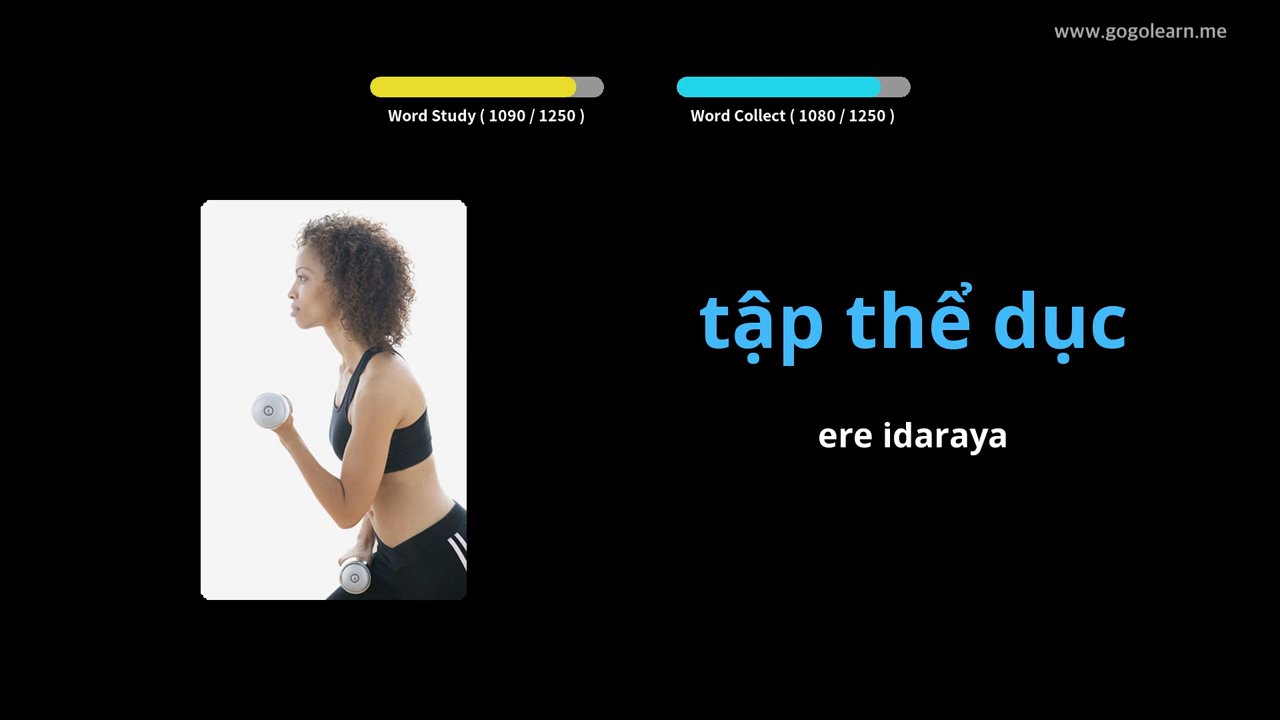 www.gogolearn.me
Word Study ( 1090 / 1250 )
Word Collect ( 1080 / 1250 )
tập thể dục
ere idaraya